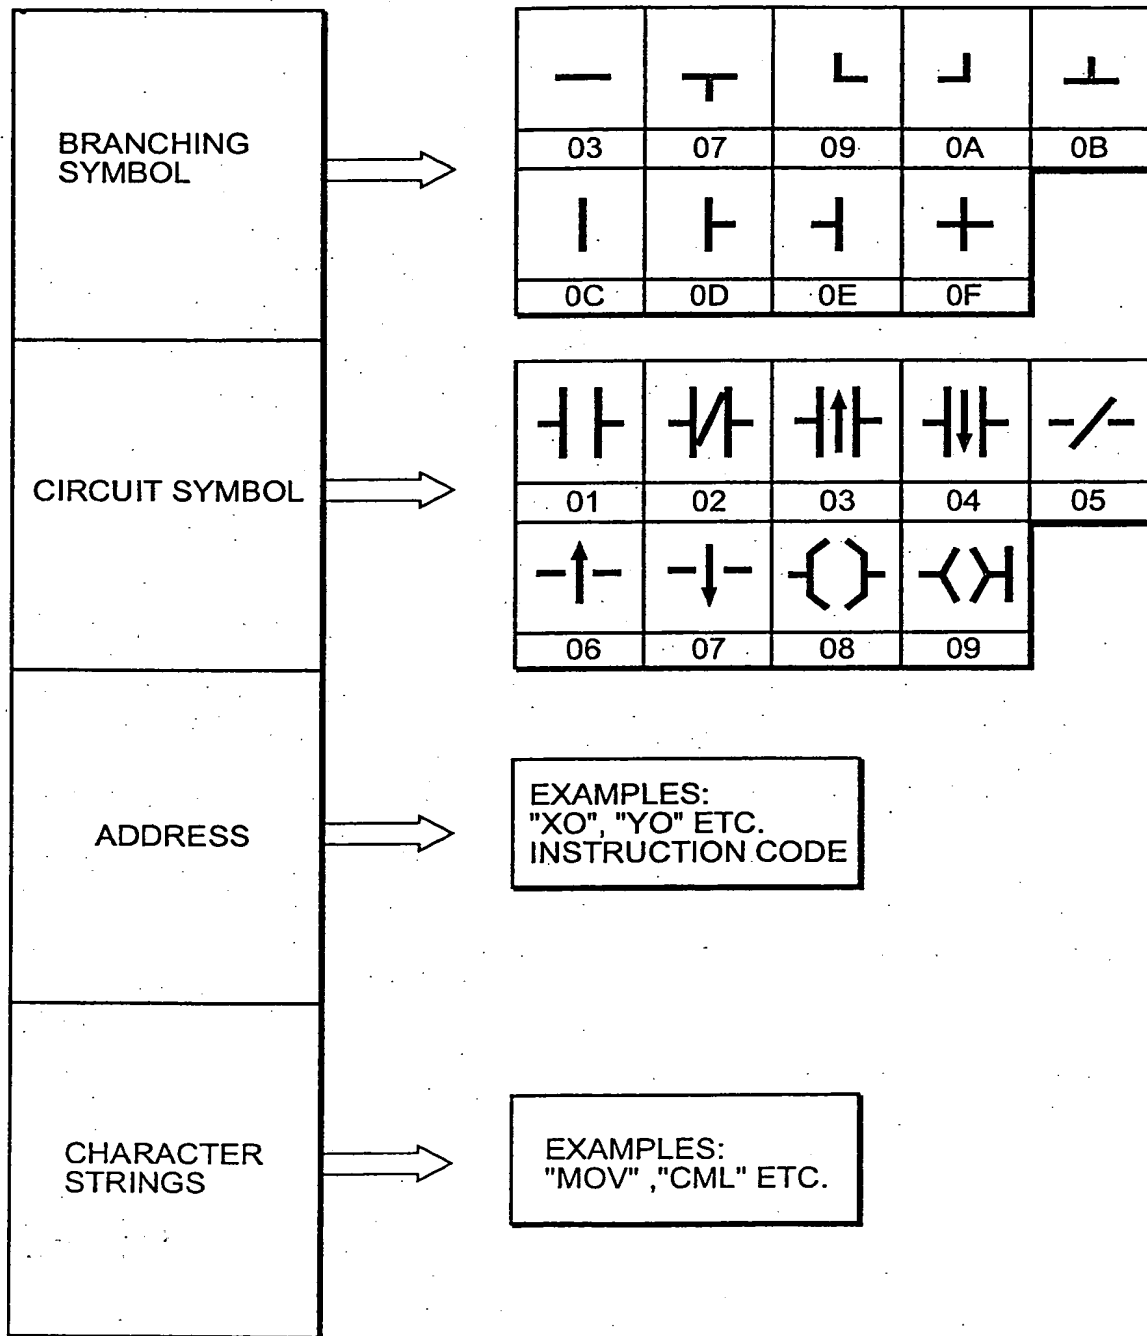 BRANCHING
SYMBOL
03 07 09 0A 0B
0C 0D 0E 0F
CIRCUIT SYMBOL
01 02 03 04 05
06 07 08 09
ADDRESS
EXAMPLES:
"XO", "YO" ETC.
INSTRUCTION CODE
CHARACTER
STRINGS
EXAMPLES:
"MOV" ,"CML" ETC.